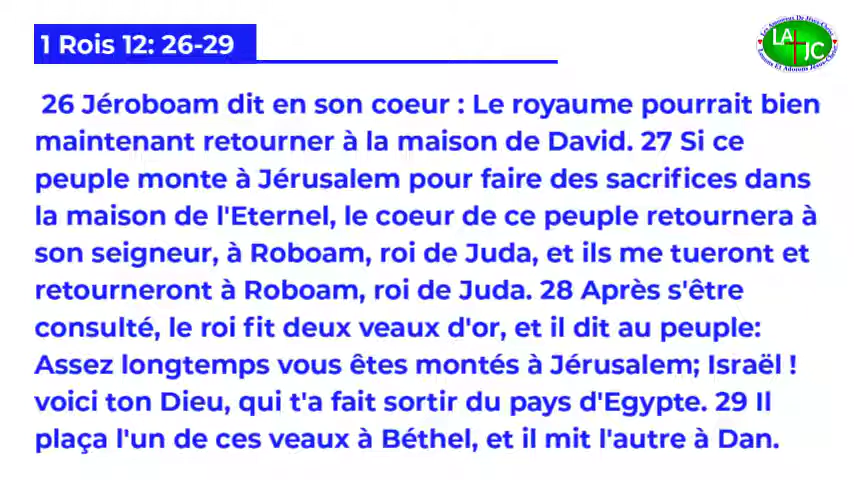 1 Rois 12: 26-29
LA JC
26 Jéroboam dit en son coeur : Le royaume pourrait bien
maintenant retourner à la maison de David. 27 Si ce
peuple monte à Jérusalem pour faire des sacrifices dans
la maison de l'Eternel, le coeur de ce peuple retournera à
son seigneur, à Roboam, roi de Juda, et ils me tueront et
retourneront à Roboam, roi de Juda. 28 Après s'être
consulté, le roi fit deux veaux d'or, et il dit au peuple:
Assez longtemps vous êtes montés à Jérusalem; Israël !
voici ton Dieu, qui t'a fait sortir du pays d'Egypte. 29 Il
plaça l'un de ces veaux à Béthel, et il mit l'autre à Dan.